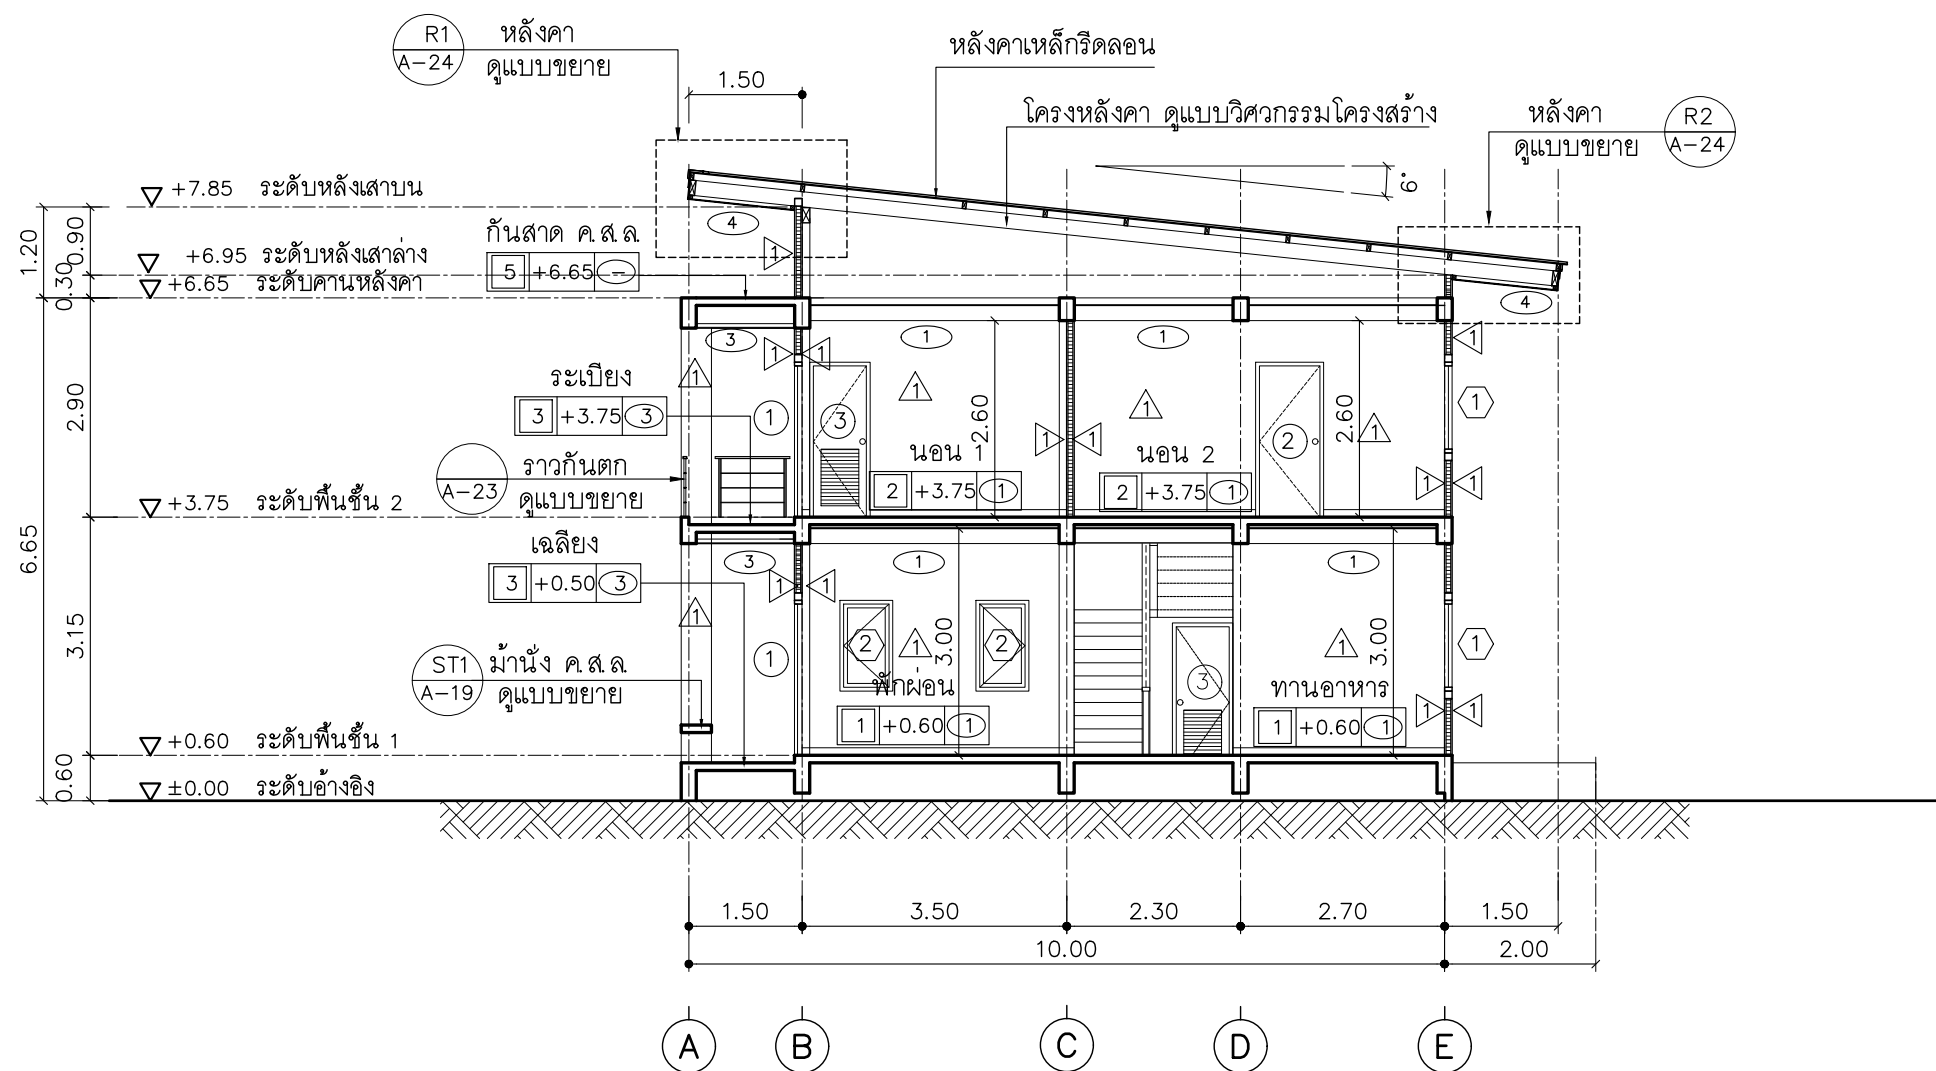 R1
A-24
หลังคา
ดูแบบขยาย
1.50
หลังคาเหล็กรีดลอน
โครงหลังคา ดูแบบวิศวกรรมโครงสร้าง
หลังคา
ดูแบบขยาย
R2
A-24
6°
+7.85 ระดับหลังเสาบน
+6.95 ระดับหลังเสาล่าง
+6.65 ระดับคานหลังคา
1.20
0.90
0.30
กันสาด ค.ส.ล.
5 +6.65 -
4
1
4
3
1
1
1
1
1
1
ระเบียง
3 +3.75 3
1
1
3
1
2.60
1
1
1
2
2.60
1
1
นอน 1
2 +3.75 1
นอน 2
2 +3.75 1
1
1
A-23
ราวกันตก
ดูแบบขยาย
2.90
+3.75 ระดับพื้นชั้น 2
6.65
เฉลียง
3 +0.50 3
3
1
1
1
1
1
1
2
1
3.00
2
1
3.00
1
3.15
ST1
A-19
ม้านั่ง ค.ส.ล.
ดูแบบขยาย
พักผ่อน
1 +0.60 1
3
ทานอาหาร
1 +0.60 1
1
1
+0.60 ระดับพื้นชั้น 1
0.60
±0.00 ระดับอ้างอิง
1.50
3.50
2.30
2.70
1.50
10.00
2.00
A
B
C
D
E